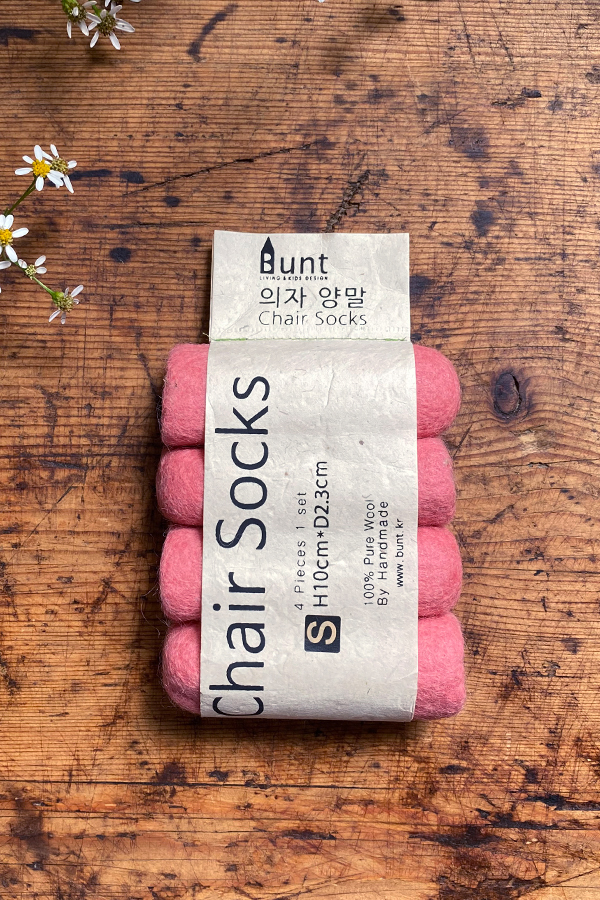 Bunt
LIVING & KIDS DESIGN
의자 양말
Chair Socks
Chair Socks
4 Pieces 1 set
S H10cm*D2.3cm
100% Pure Wool
By Handmade
www.bunt.kr